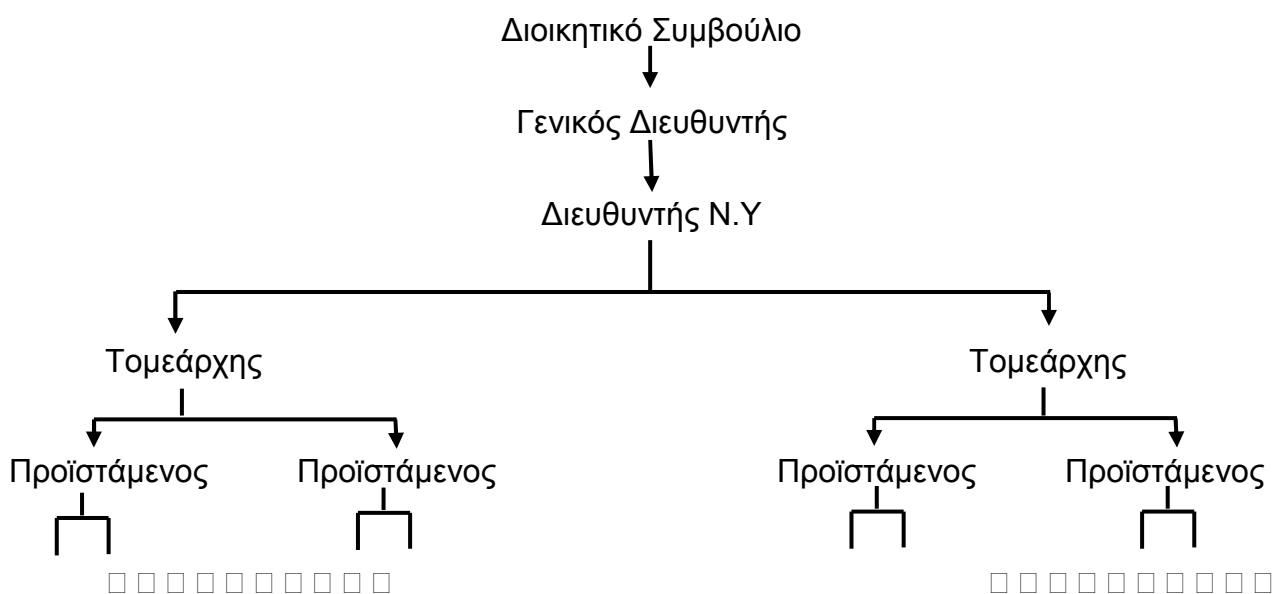 Διοικητικό Συμβούλιο
Γενικός Διευθυντής
Διευθυντής Ν.Υ
Τομεάρχης Τομεάρχης
Προϊστάμενος Προϊστάμενος Προϊστάμενος Προϊστάμενος